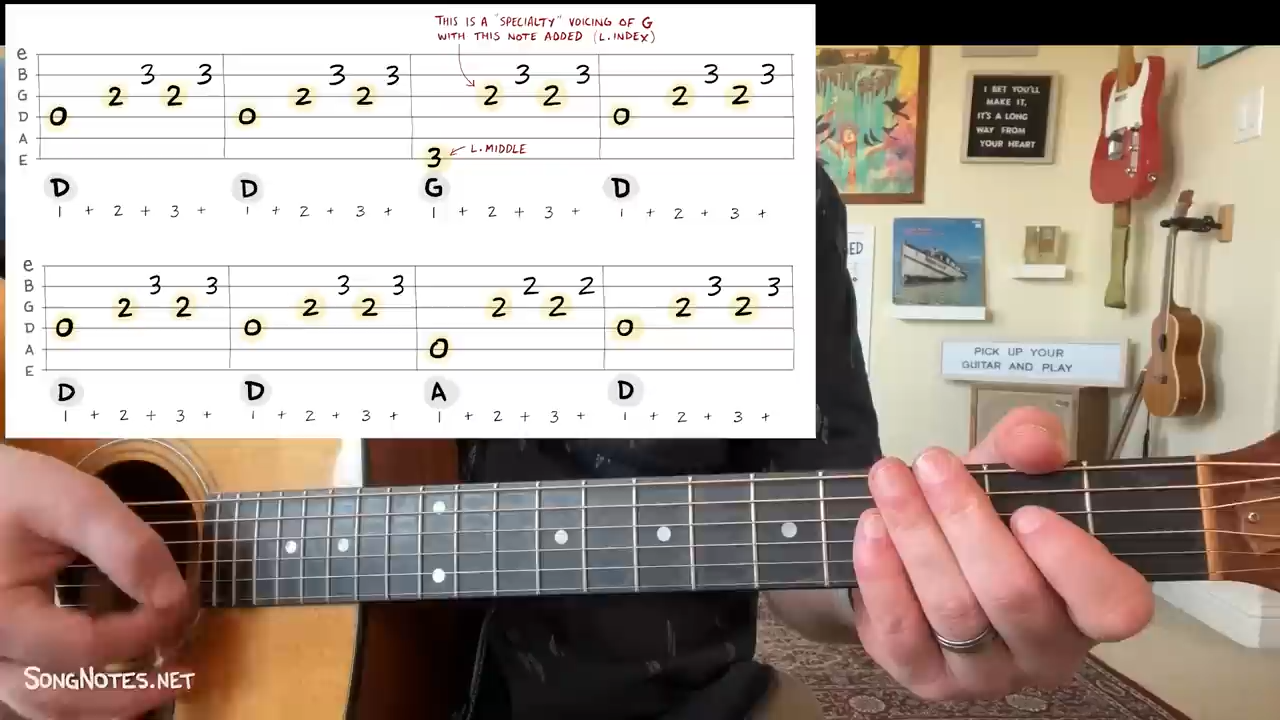 THIS IS A "SPECIALTY" VOICING OF G
WITH THIS NOTE ADDED (L.INDEX)
e
B 3 3 3 3 3 3 3 3
G 2 2 2 2 2 2 2 2
D 0 0 0
A
E 3 L.MIDDLE
D D G D
1 + 2 + 3 + 1 + 2 + 3 + 1 + 2 + 3 + 1 + 2 + 3 +
e
B 3 3 3 3 2 2 3 3
G 2 2 2 2 2 2 2 2
D 0 0 0
A 0
E
D D A D
1 + 2 + 3 + 1 + 2 + 3 + 1 + 2 + 3 + 1 + 2 + 3 +
I BET YOU'LL
MAKE IT,
IT'S A LONG
WAY FROM
YOUR HEART
ED
PICK UP YOUR
GUITAR AND PLAY
SONGNOTES.NET